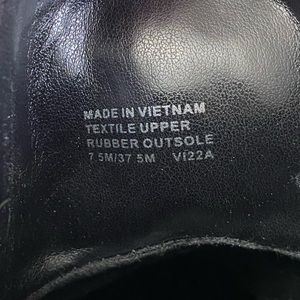 MADE IN VIETNAM
TEXTILE UPPER
RUBBER OUTSOLE
7 5M/37 5M VI22A